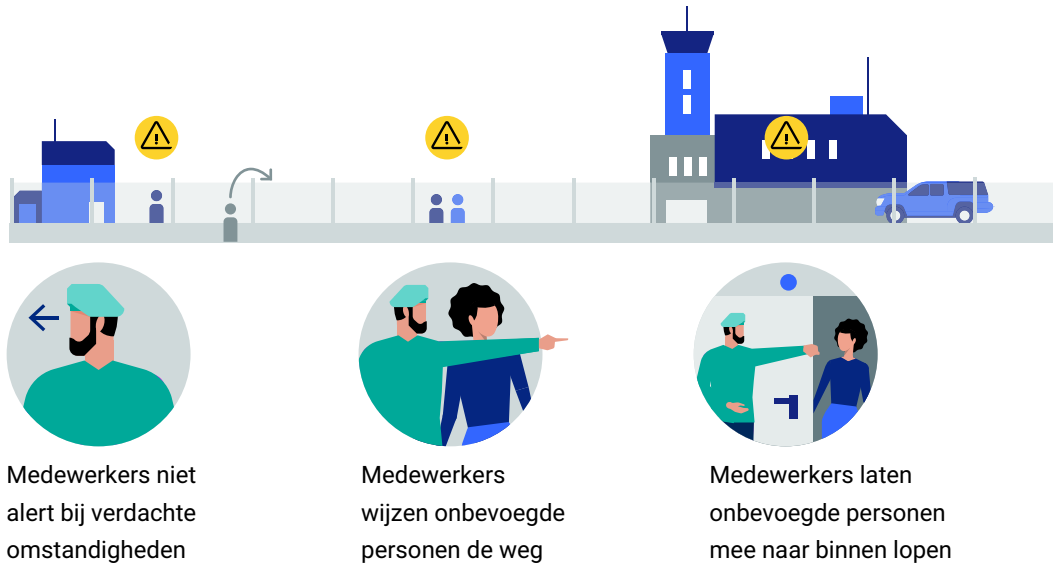 Medewerkers niet
alert bij verdachte
omstandigheden
Medewerkers
wijzen onbevoegde
personen de weg
Medewerkers laten
onbevoegde personen
mee naar binnen lopen